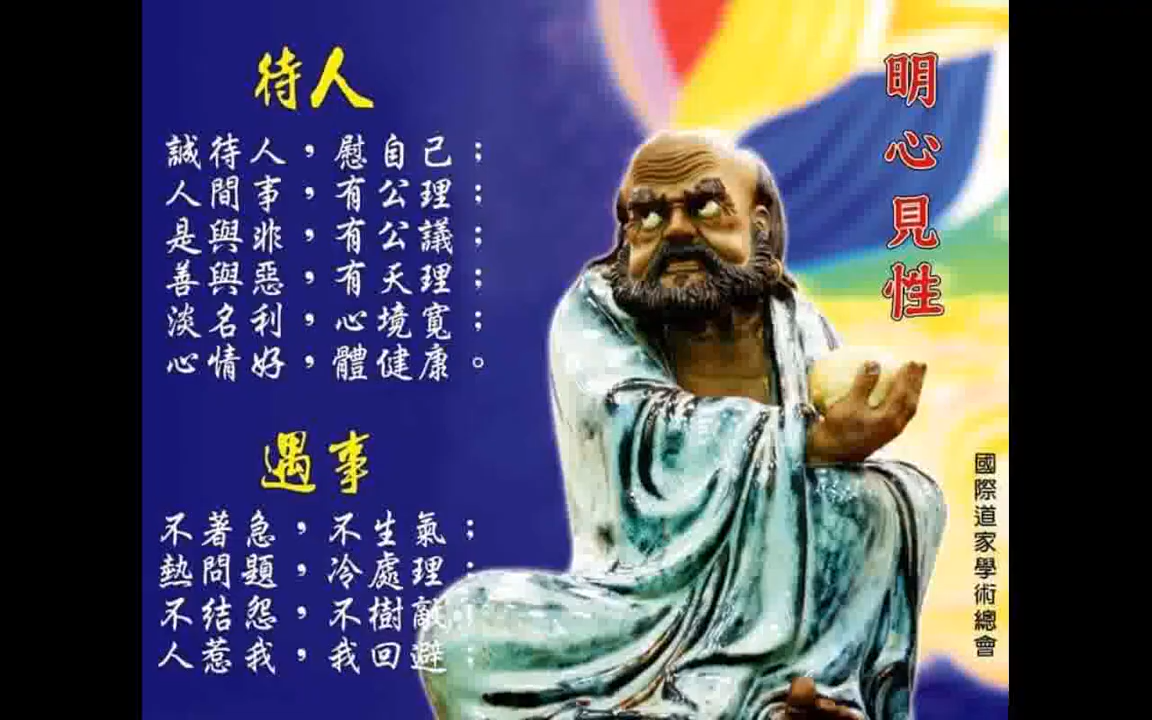 待人
誠待人，慰自己；
人間事，有公理；
是與非，有公議；
善與惡，有天理；
淡名利，心境寬；
心情好，體健康。
遇事
不著急，不生氣；
熱問題，冷處理；
不結怨，不樹敵；
人惹我，我回避；
明心見性
國際道家學術總會